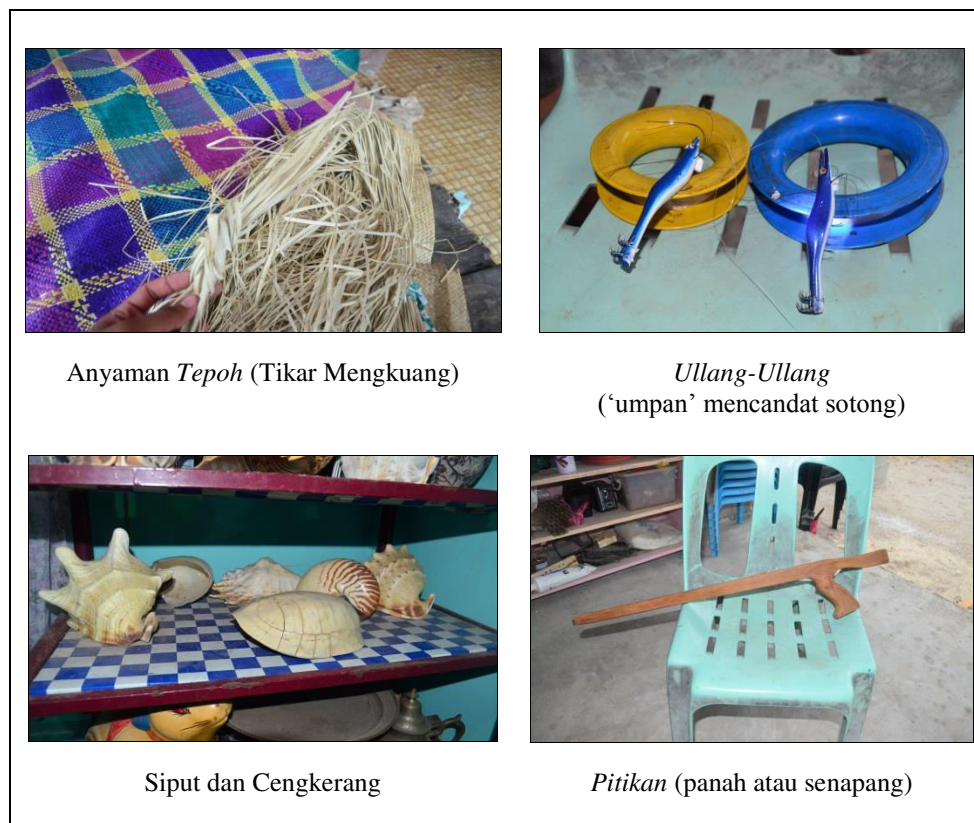 Anyaman Tepoh (Tikar Mengkuang)
Ullang-Ullang
(‘umpan’ mencandat sotong)
Siput dan Cengkerang
Pitikan (panah atau senapang)